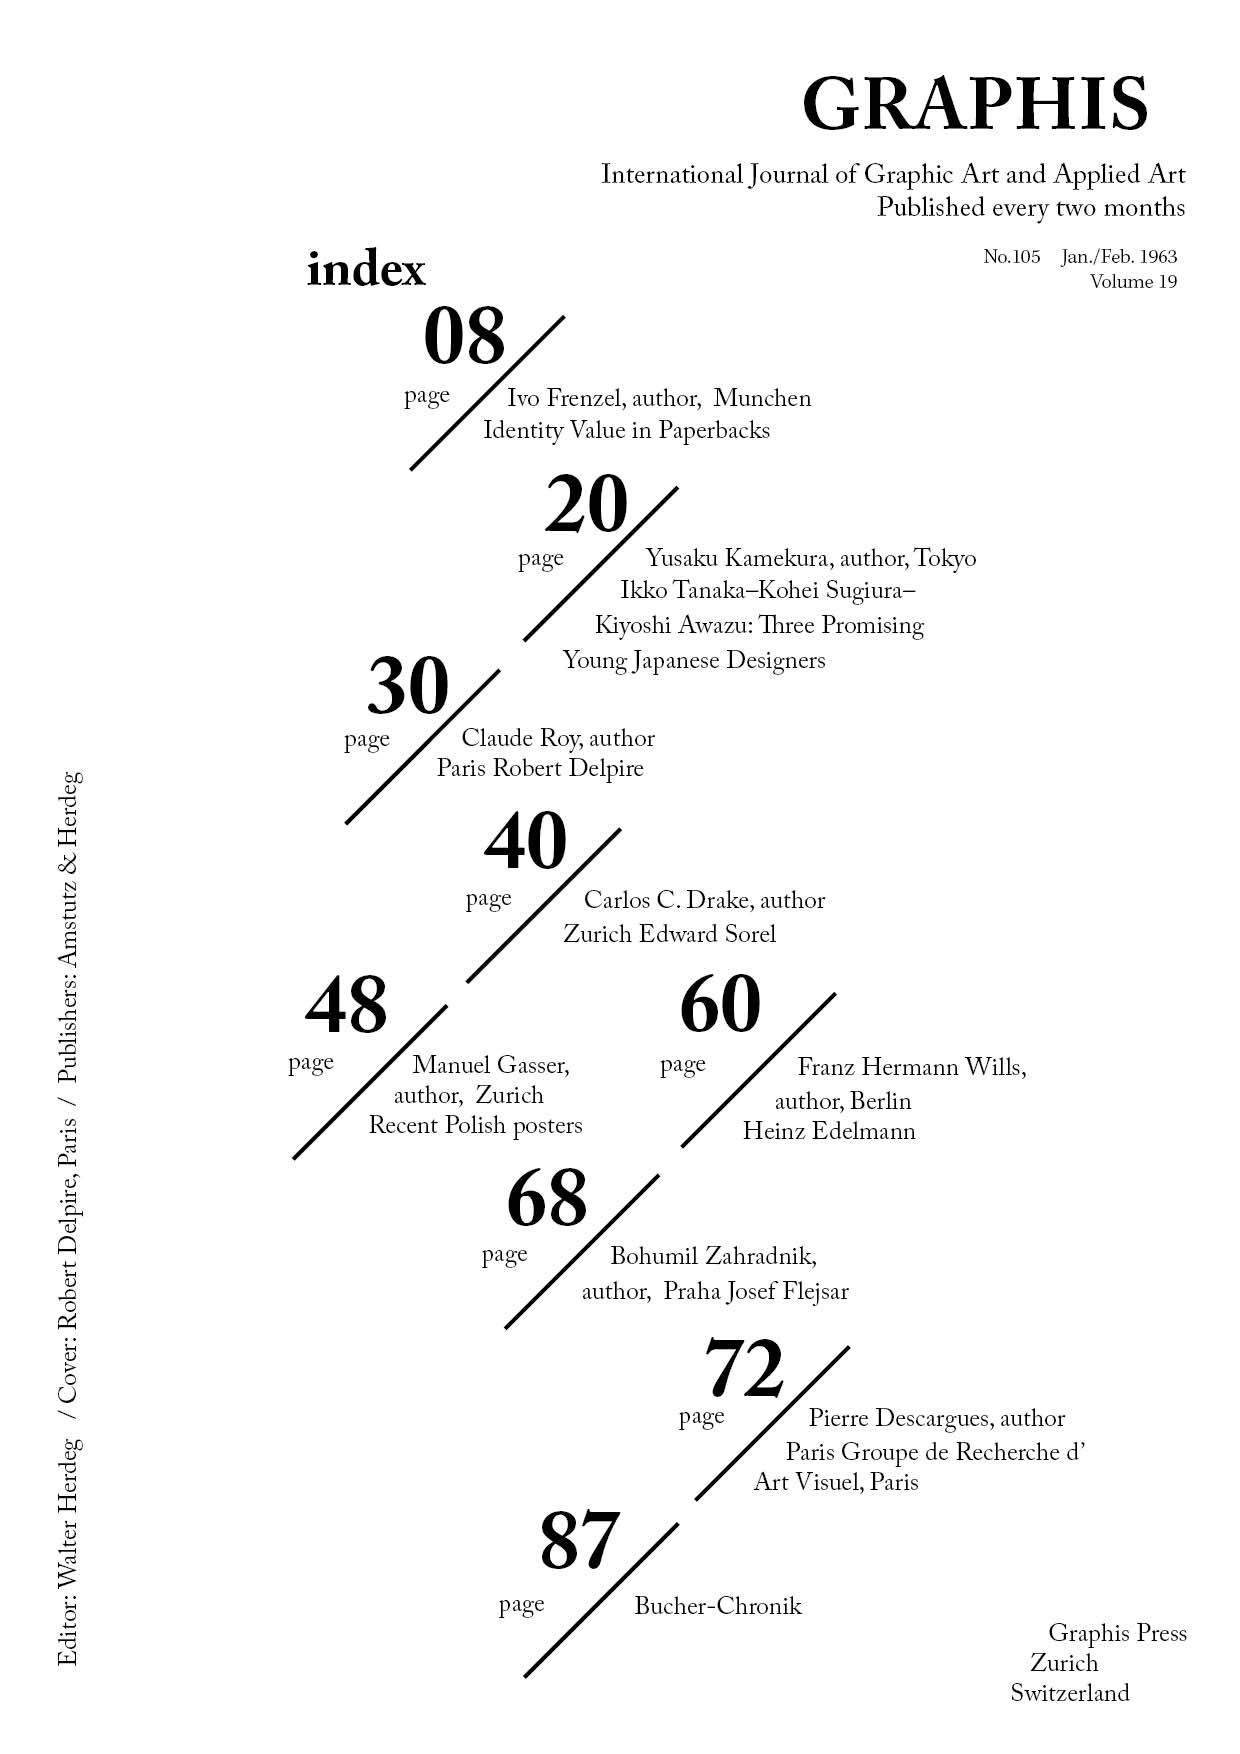 GRAPHIS
International Journal of Graphic Art and Applied Art
Published every two months
No.105 Jan./Feb. 1963
Volume 19
index
08
page
Ivo Frenzel, author, Munchen
Identity Value in Paperbacks
20
page
Yusaku Kamekura, author, Tokyo
Ikko Tanaka–Kohei Sugiura–
Kiyoshi Awazu: Three Promising
Young Japanese Designers
30
page
Claude Roy, author
Paris Robert Delpire
40
page
Carlos C. Drake, author
Zurich Edward Sorel
48
page
Manuel Gasser,
author, Zurich
Recent Polish posters
60
page
Franz Hermann Wills,
author, Berlin
Heinz Edelmann
68
page
Bohumil Zahradnik,
author, Praha Josef Flejsar
72
page
Pierre Descargues, author
Paris Groupe de Recherche d’
Art Visuel, Paris
87
page
Bucher-Chronik
Editor: Walter Herdeg / Cover: Robert Delpire, Paris / Publishers: Amstutz & Herdeg
Graphis Press
Zurich
Switzerland